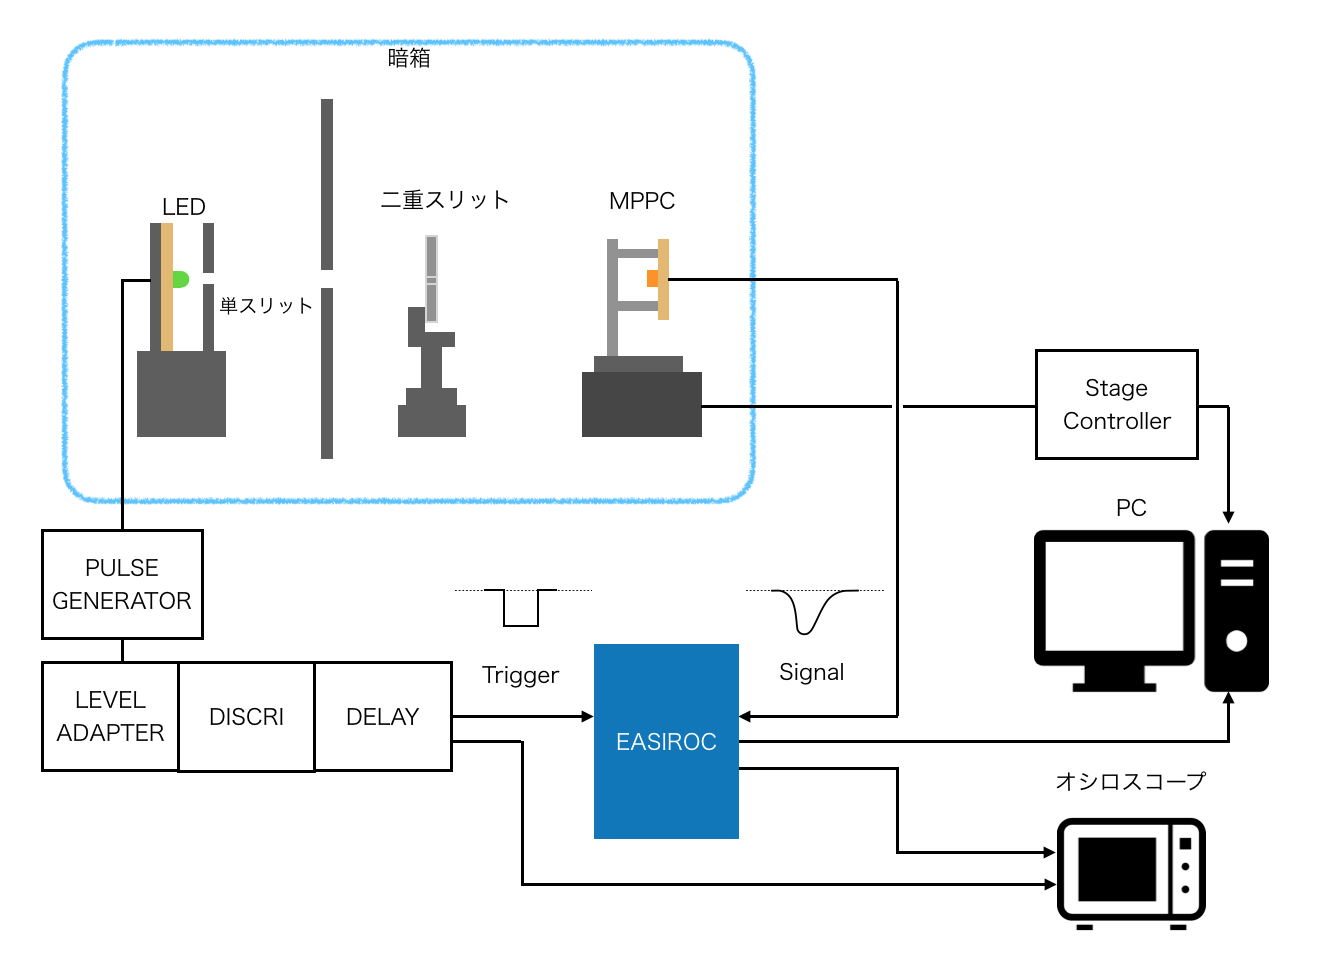 暗箱
LED
二重スリット
MPPC
単スリット
Stage
Controller
PC
PULSE
GENERATOR
Trigger
Signal
LEVEL
ADAPTER
DISCRI
DELAY
EASIROC
オシロスコープ